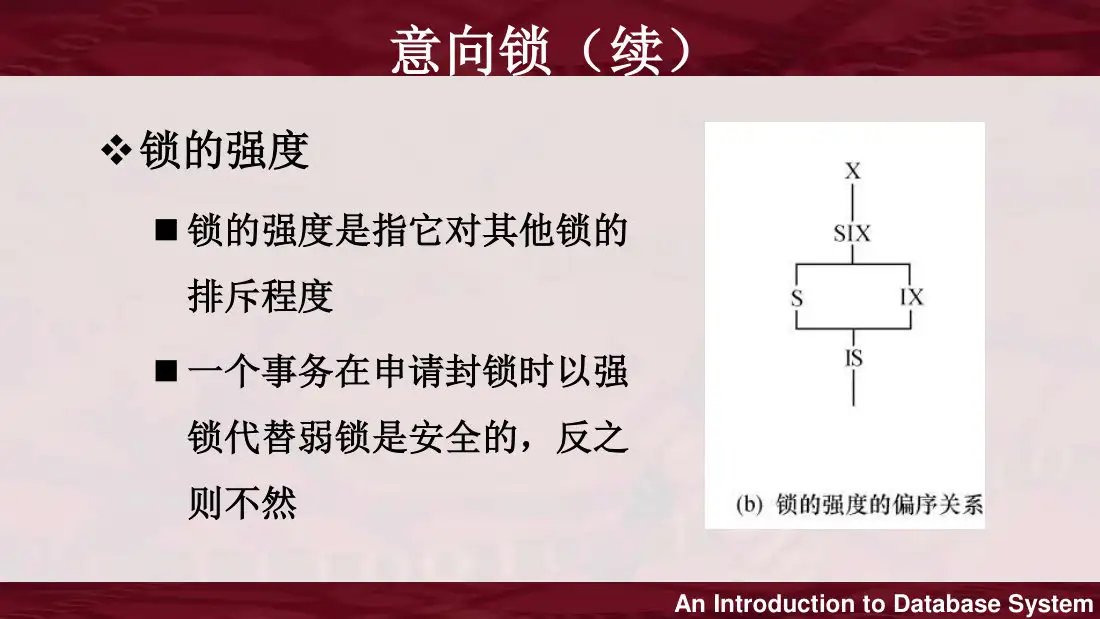 意向锁（续）
锁的强度
锁的强度是指它对其他锁的
排斥程度
一个事务在申请封锁时以强
锁代替弱锁是安全的，反之
则不然
X
SIX
S IX
IS
(b) 锁的强度的偏序关系
An Introduction to Database System